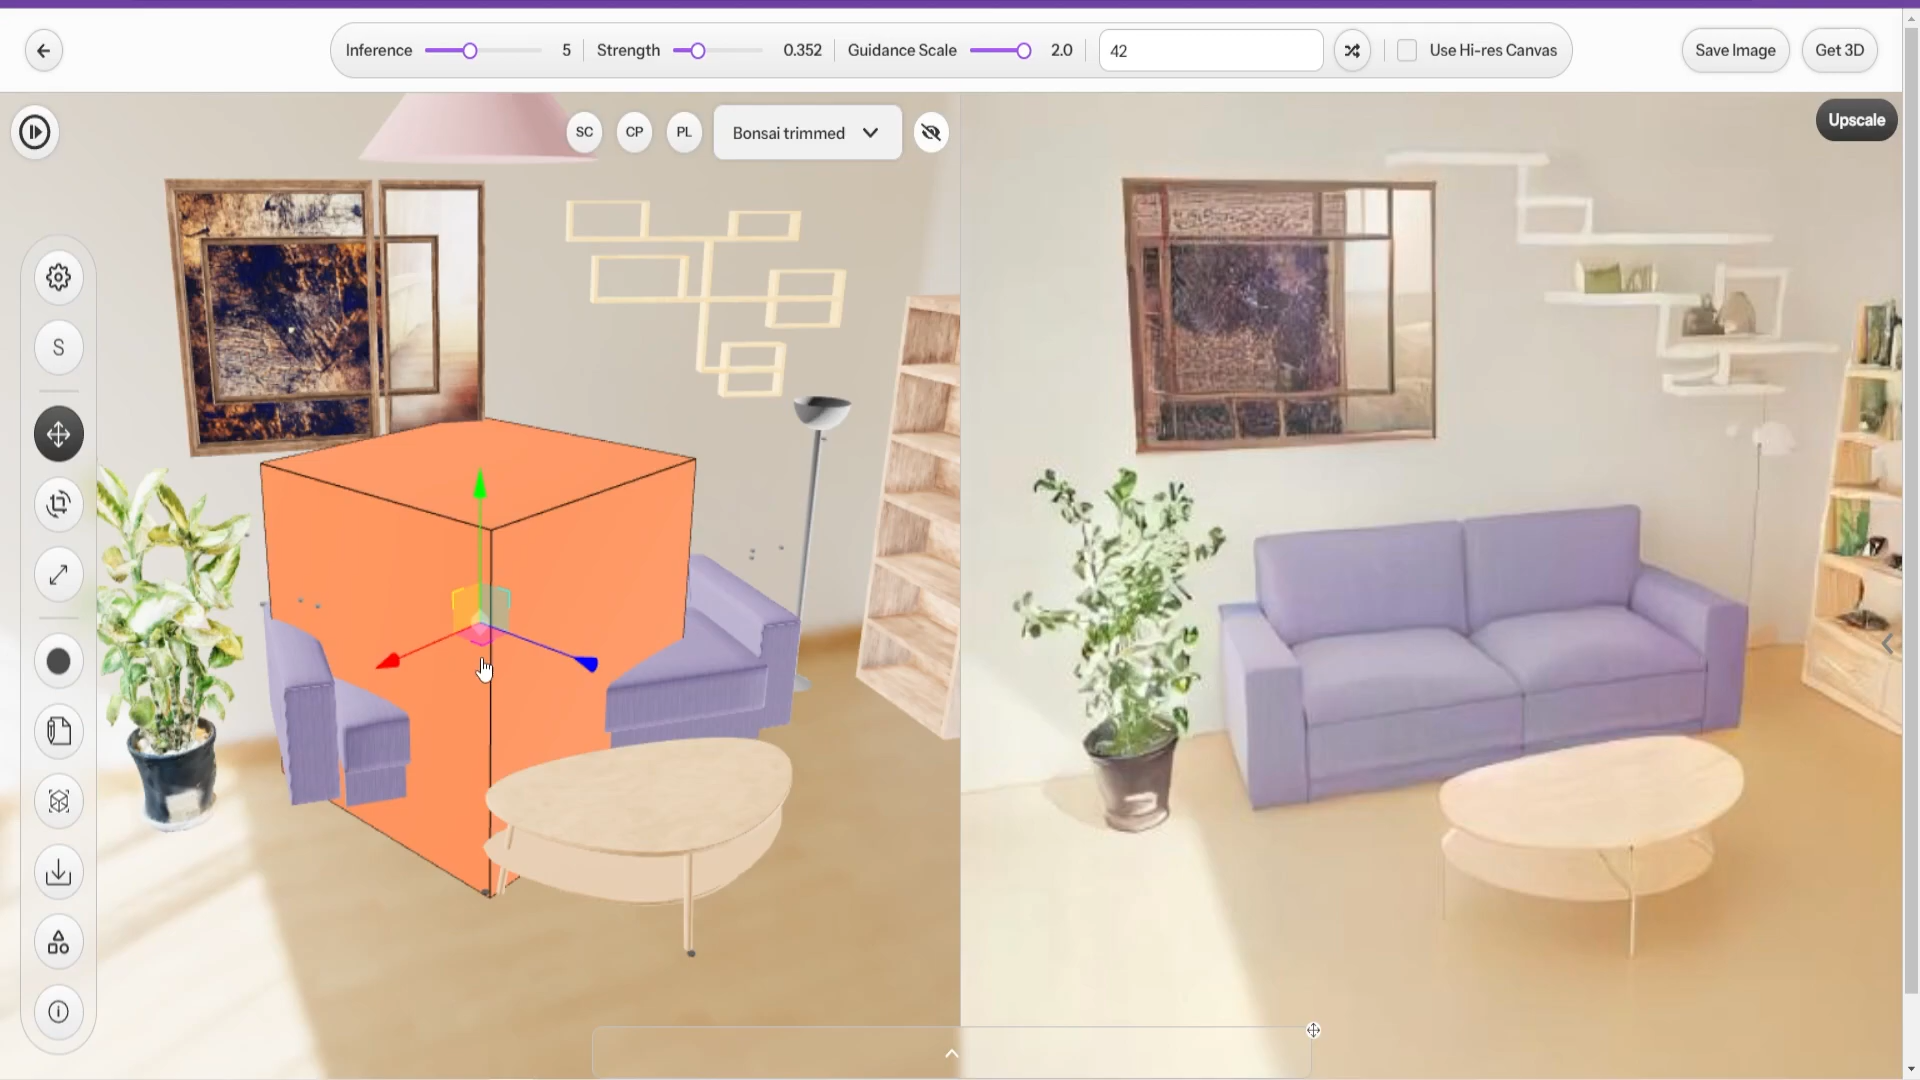 Inference 5 Strength 0.352 Guidance Scale 2.0 42 Use Hi-res Canvas Save Image Get 3D
SC CP PL Bonsai trimmed Upscale
S